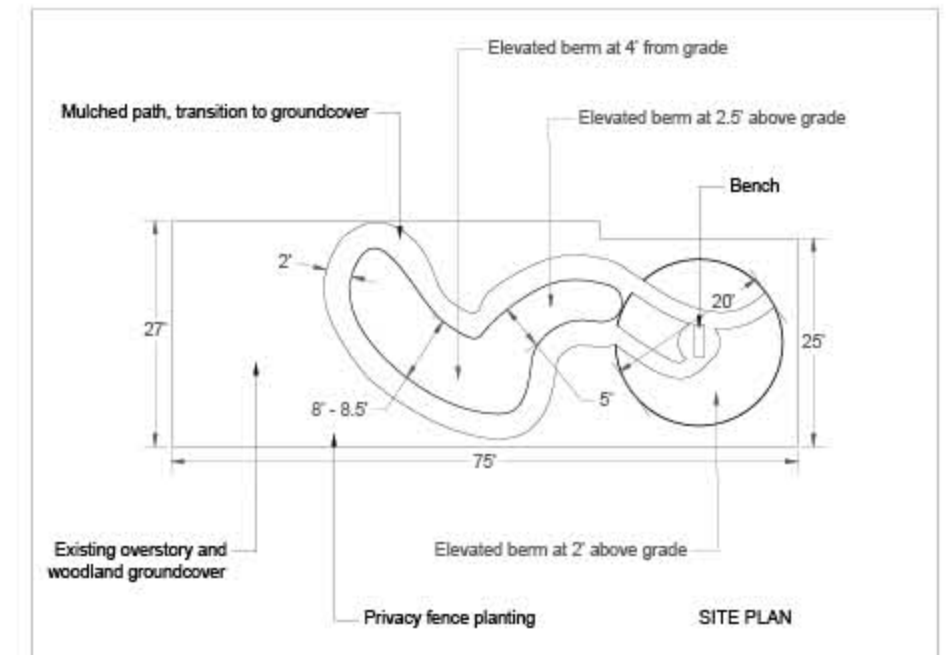 Elevated berm at 4' from grade
Mulched path, transition to groundcover
Elevated berm at 2.5' above grade
Bench
2'
20'
27'
25'
8' - 8.5'
5'
75'
Existing overstory and
woodland groundcover
Elevated berm at 2' above grade
Privacy fence planting
SITE PLAN